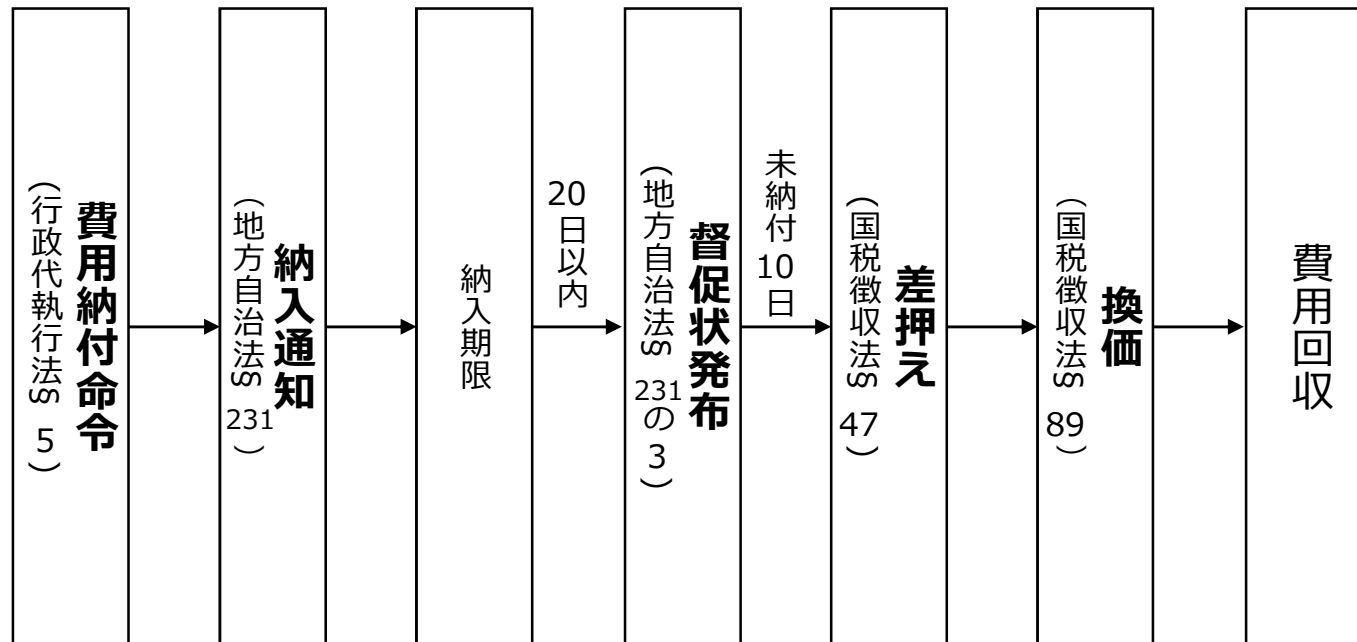 費用納付命令
(行政代執行法§ 5)
納入通知
(地方自治法§ 231)
納入期限
20日以内
督促状発布
(地方自治法§ 231の3)
未納付10日
差押え
(国税徴収法§ 47)
換価
(国税徴収法§ 89)
費用回収